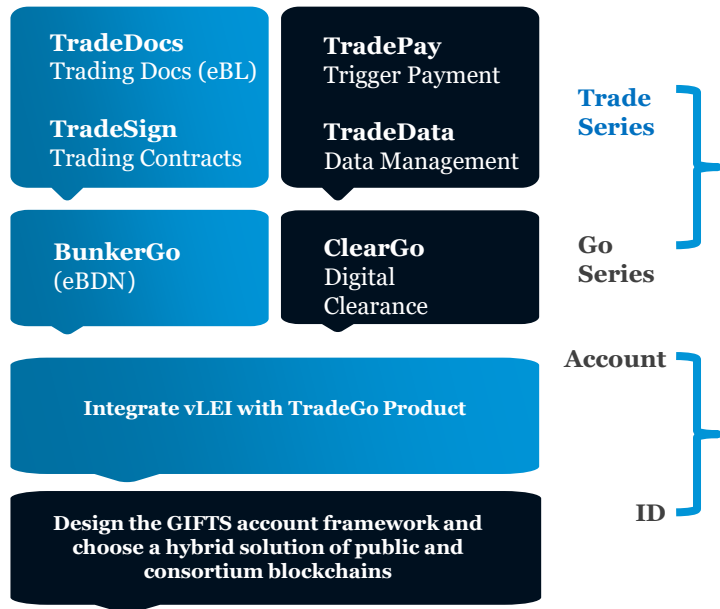 TradeDocs
Trading Docs (eBL)
TradeSign
Trading Contracts
TradePay
Trigger Payment
TradeData
Data Management
Trade
Series
BunkerGo
(eBDN)
ClearGo
Digital
Clearance
Go
Series
Account
Integrate vLEI with TradeGo Product
ID
Design the GIFTS account framework and
choose a hybrid solution of public and
consortium blockchains